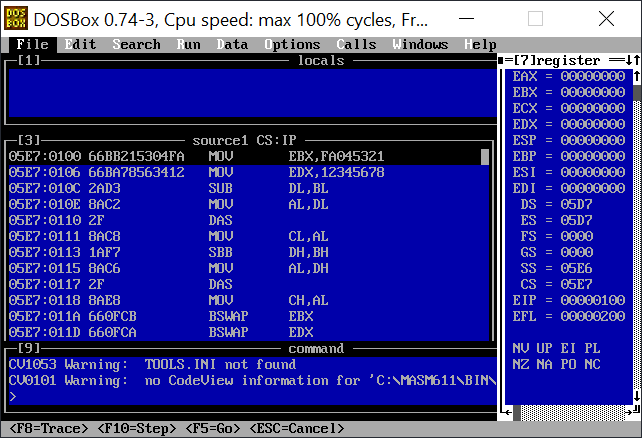 DOS BOX DOSBox 0.74-3, Cpu speed: max 100% cycles, Fr...
File Edit Search Run Data Options Calls Windows Help
[1] locals
[7]register
EAX = 00000000
EBX = 00000000
ECX = 00000000
EDX = 00000000
ESP = 00000000
EBP = 00000000
ESI = 00000000
EDI = 00000000
DS = 05D7
ES = 05D7
FS = 0000
GS = 0000
SS = 05E6
CS = 05E7
EIP = 00000100
EFL = 00000200
NV UP EI PL
NZ NA PO NC
[3] source1 CS:IP
05E7:0100 66BB215304FA MOV EBX,FA045321
05E7:0106 66BA78563412 MOV EDX,12345678
05E7:010C 2AD3 SUB DL,BL
05E7:010E 8AC2 MOV AL,DL
05E7:0110 2F DAS
05E7:0111 8AC8 MOV CL,AL
05E7:0113 1AF7 SBB DH,BH
05E7:0115 8AC6 MOV AL,DH
05E7:0117 2F DAS
05E7:0118 8AE8 MOV CH,AL
05E7:011A 660FCB BSWAP EBX
05E7:011D 660FCA BSWAP EDX
[9] command
CV1053 Warning: TOOLS.INI not found
CV0101 Warning: no CodeView information for 'C:\MASM611\BIN\
>
<F8=Trace> <F10=Step> <F5=Go> <ESC=Cancel>